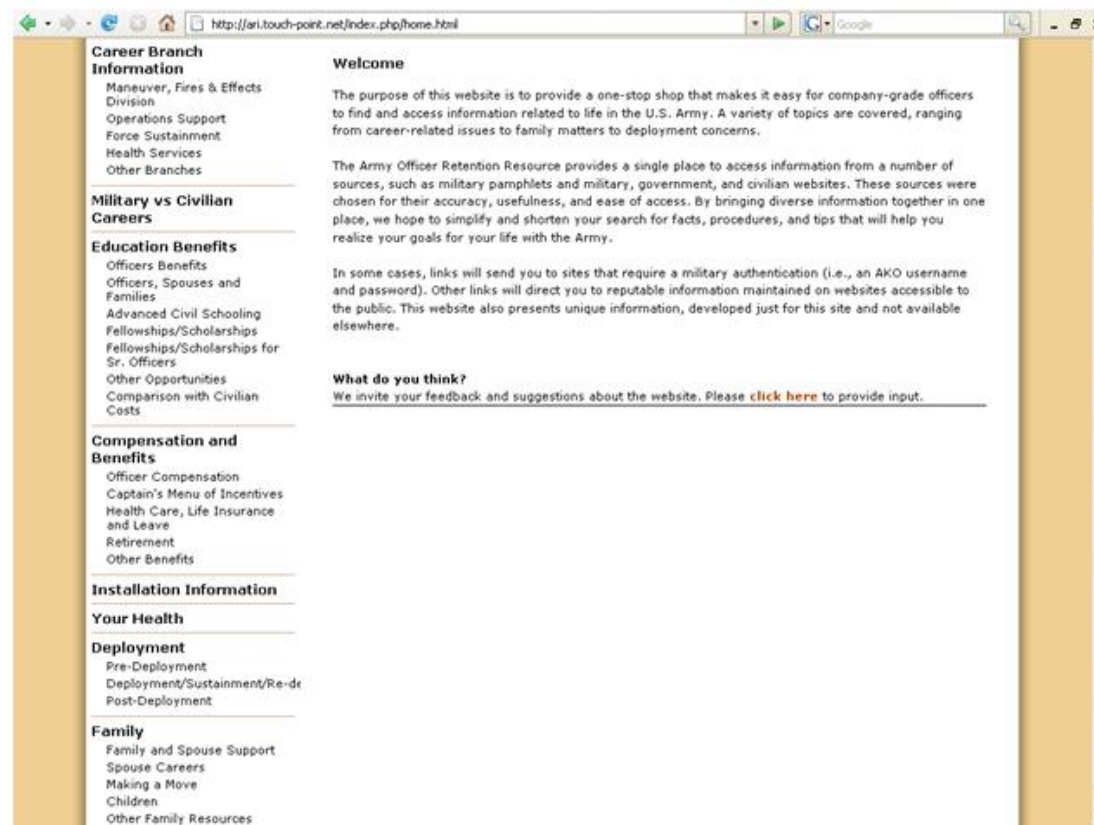 http://ari.touch-point.net/index.php/home.html
Google
Career Branch
Information
Maneuver, Fires & Effects
Division
Operations Support
Force Sustainment
Health Services
Other Branches
Military vs Civilian
Careers
Education Benefits
Officers Benefits
Officers, Spouses and
Families
Advanced Civil Schooling
Fellowships/Scholarships
Fellowships/Scholarships for
Sr. Officers
Other Opportunities
Comparison with Civilian
Costs
Compensation and
Benefits
Officer Compensation
Captain's Menu of Incentives
Health Care, Life Insurance
and Leave
Retirement
Other Benefits
Installation Information
Your Health
Deployment
Pre-Deployment
Deployment/Sustainment/Re-de
Post-Deployment
Family
Family and Spouse Support
Spouse Careers
Making a Move
Children
Other Family Resources
Welcome
The purpose of this website is to provide a one-stop shop that makes it easy for company-grade officers
to find and access information related to life in the U.S. Army. A variety of topics are covered, ranging
from career-related issues to family matters to deployment concerns.
The Army Officer Retention Resource provides a single place to access information from a number of
sources, such as military pamphlets and military, government, and civilian websites. These sources were
chosen for their accuracy, usefulness, and ease of access. By bringing diverse information together in one
place, we hope to simplify and shorten your search for facts, procedures, and tips that will help you
realize your goals for your life with the Army.
In some cases, links will send you to sites that require a military authentication (i.e., an AKO username
and password). Other links will direct you to reputable information maintained on websites accessible to
the public. This website also presents unique information, developed just for this site and not available
elsewhere.
What do you think?
We invite your feedback and suggestions about the website. Please click here to provide input.